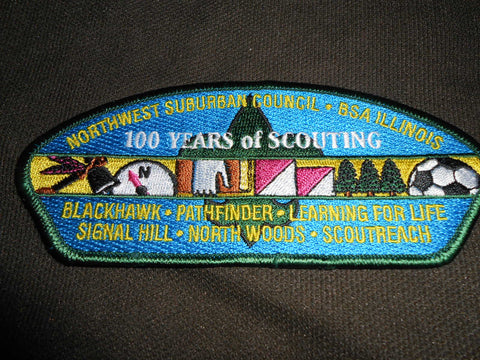 NORTHWEST SUBURBAN COUNCIL • BSA ILLINOIS
100 YEARS of SCOUTING
N
BLACKHAWK • PATHFINDER • LEARNING FOR LIFE
SIGNAL HILL • NORTH WOODS • SCOUTREACH